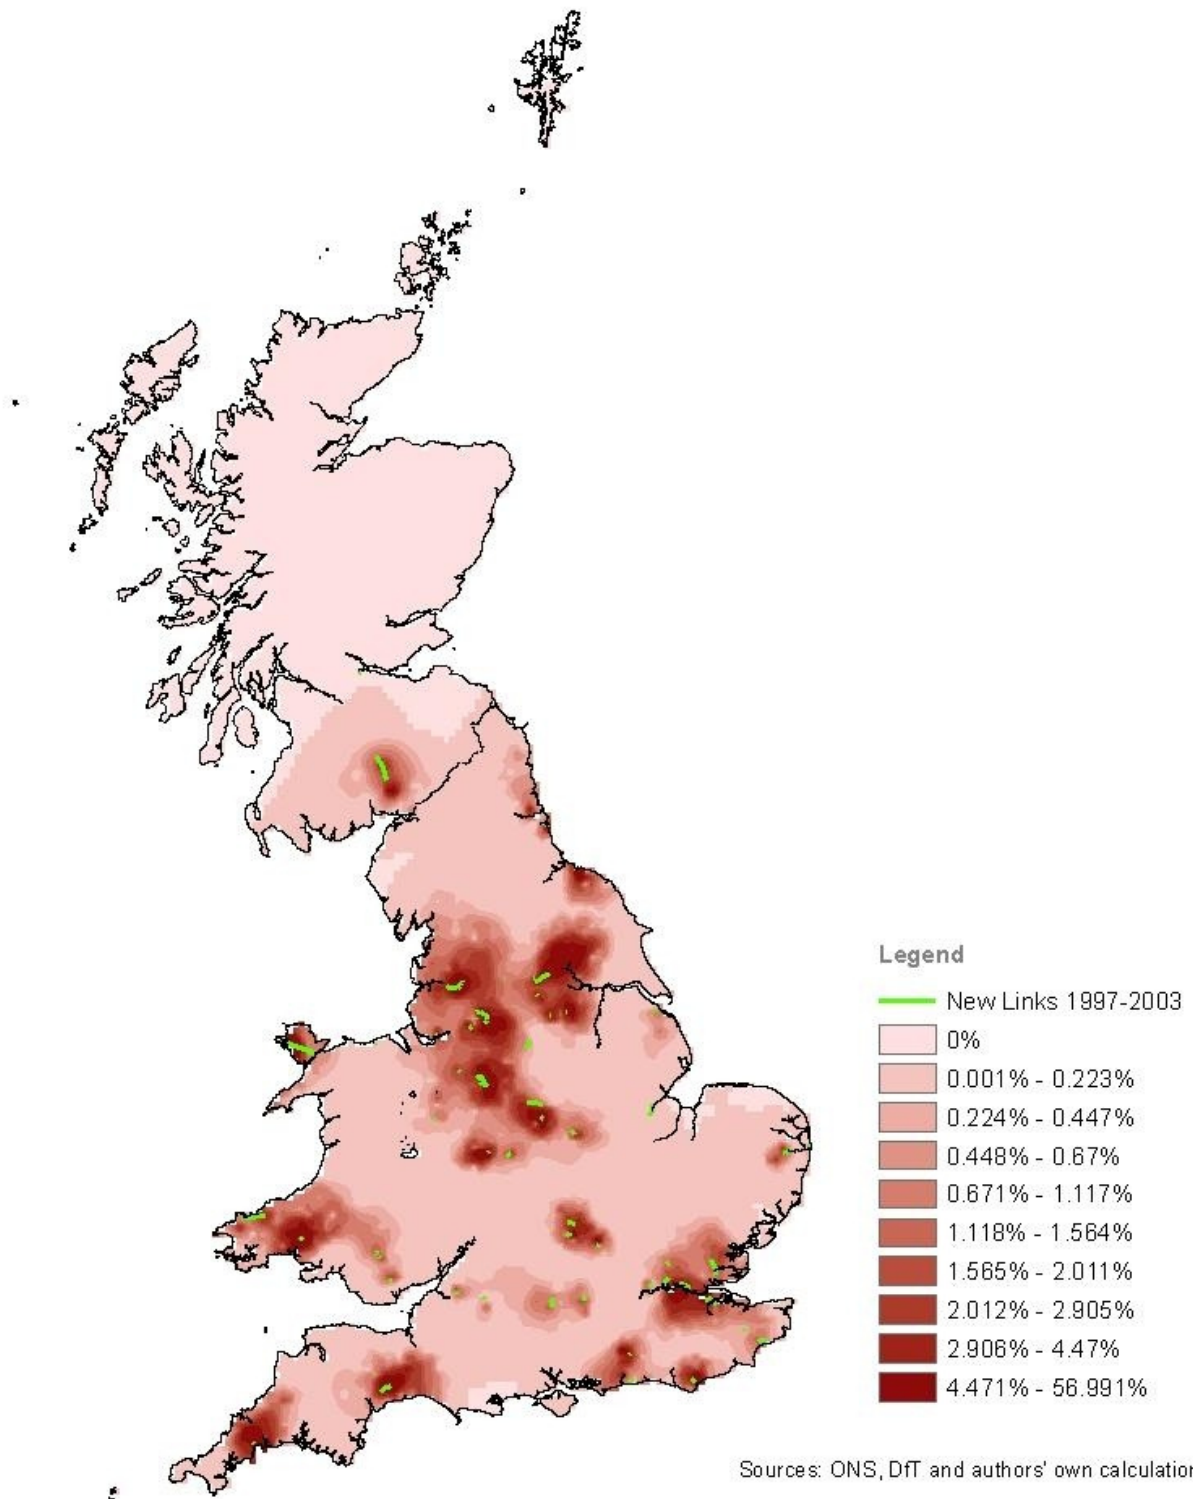 Legend
New Links 1997-2003
0%
0.001% - 0.223%
0.224% - 0.447%
0.448% - 0.67%
0.671% - 1.117%
1.118% - 1.564%
1.565% - 2.011%
2.012% - 2.905%
2.906% - 4.47%
4.471% - 56.991%
Sources: ONS, DfT and authors' own calculation